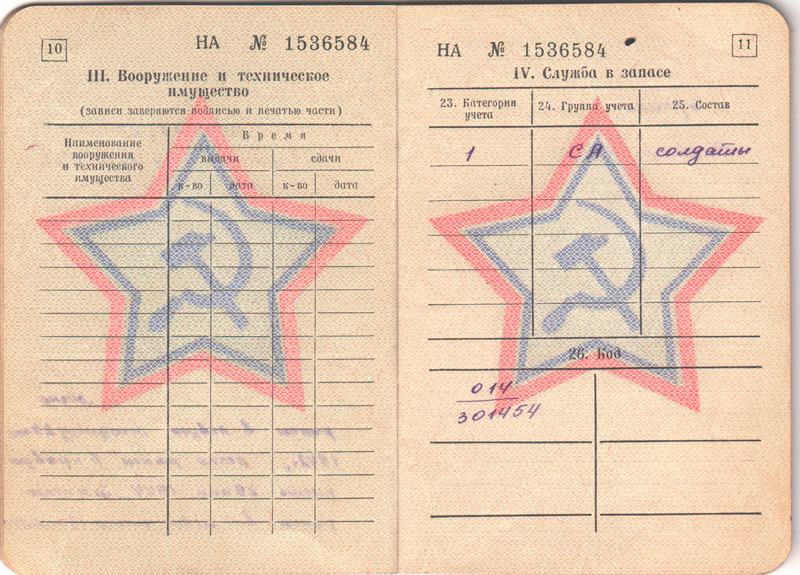 10
НА № 1536584
III. Вооружение и техническое
имущество
(записи заверяются подписью и печатью части)
Наименование
вооружения
и технического
имущества
Время
выдачи
сдачи
к-во
дата
к-во
дата
НА № 1536584
11
IV. Служба в запасе
23. Категория
учета
24. Группа учета
25. Состав
1
СА
солдаты
26. Код
014
301454